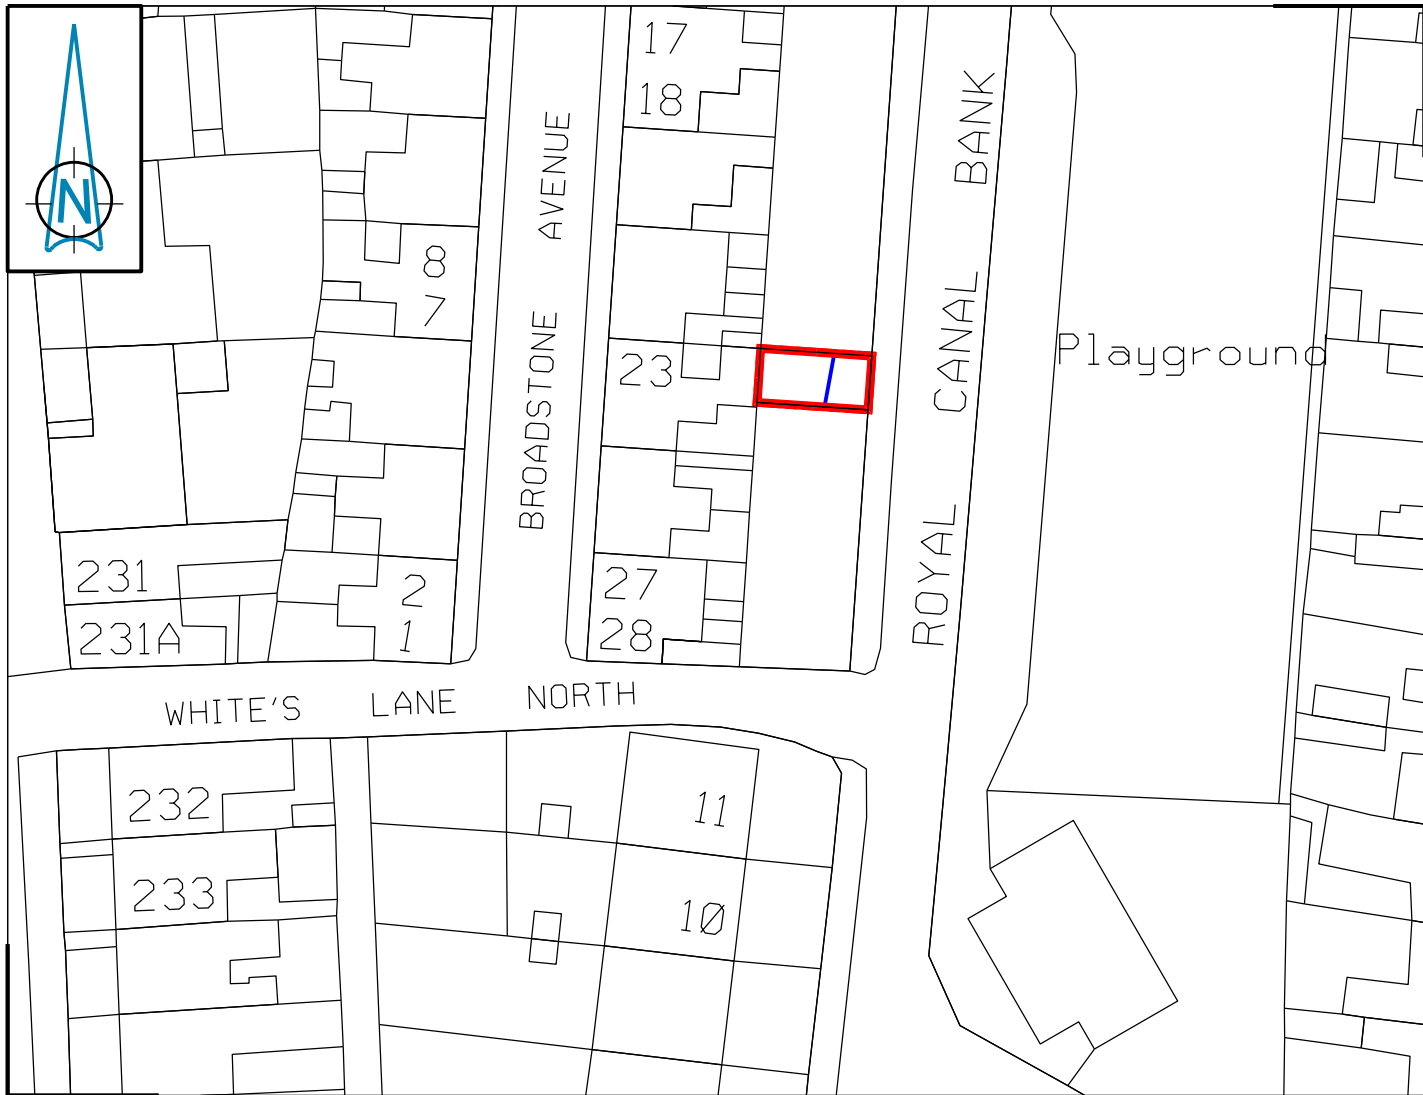 N
17
18
BROADSTONE AVENUE
ROYAL CANAL BANK
8
7
Playground
23
231
2
27
231A
1
28
WHITE'S LANE NORTH
232
11
233
10